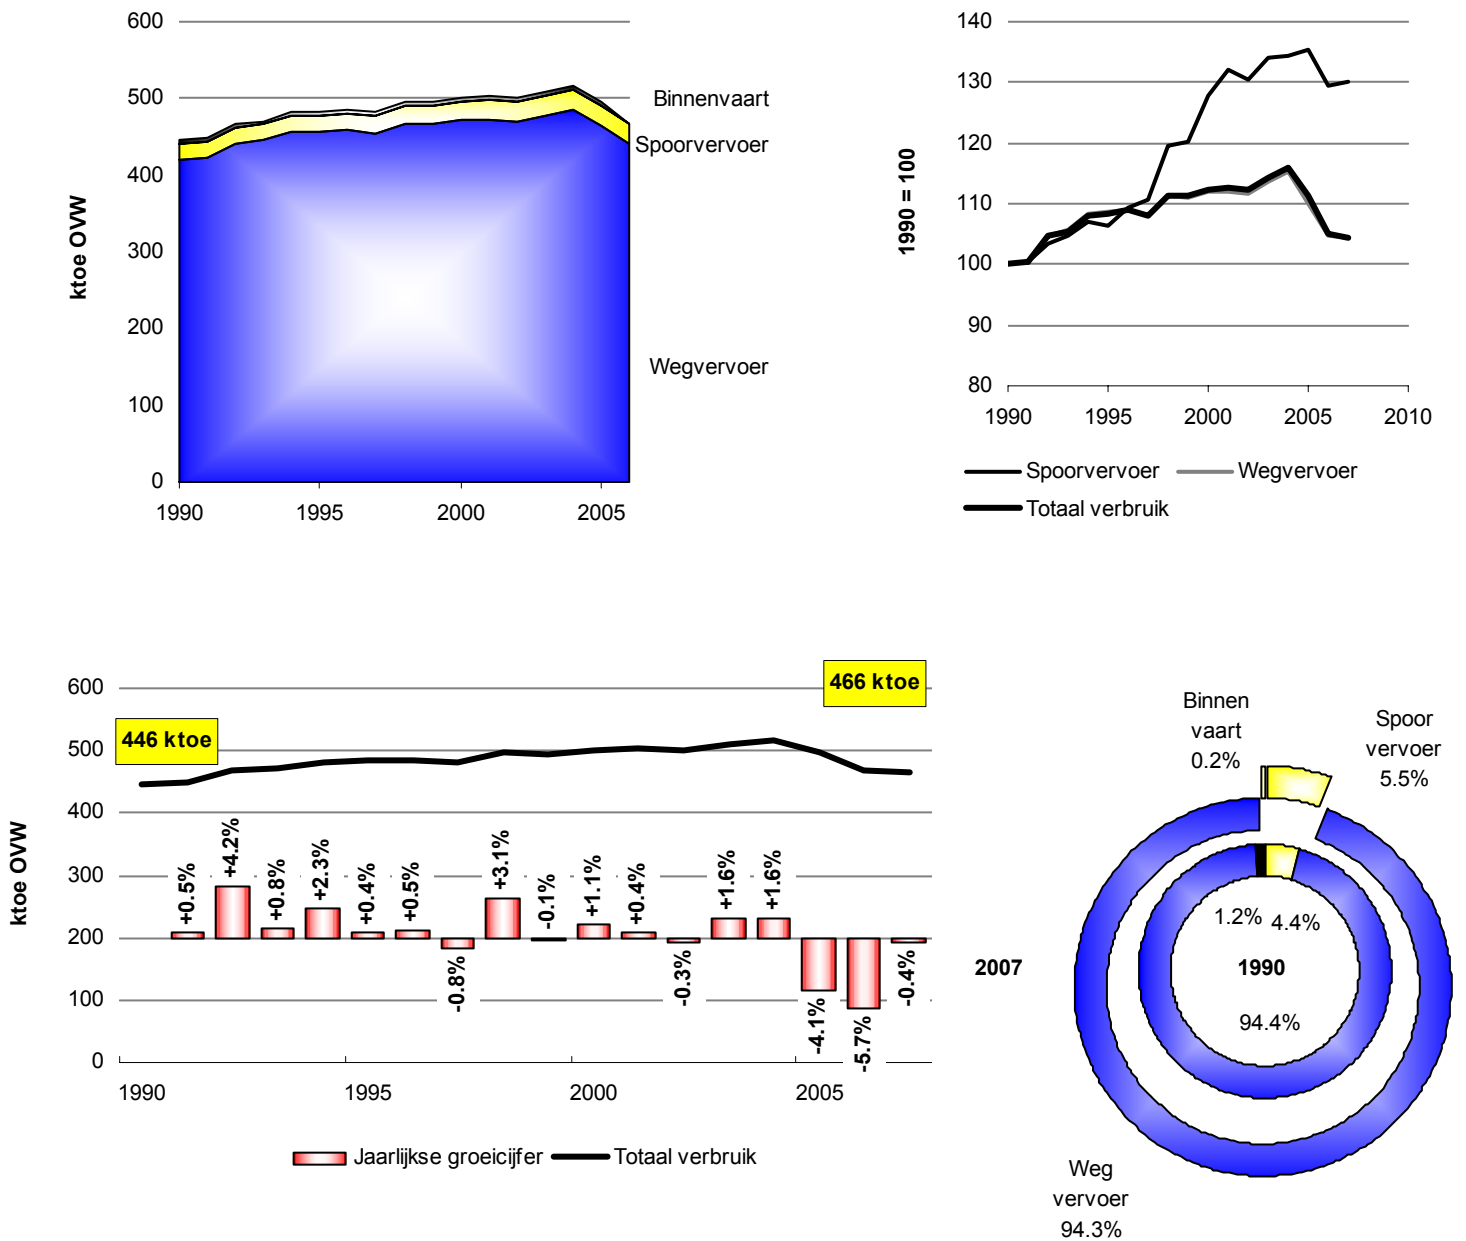 600
500
400
300
200
100
0
ktoe OVW
1990 1995 2000 2005
Binnenvaart
Spoorvervoer
Wegvervoer
140
130
120
110
100
90
80
1990 = 100
1990 1995 2000 2005 2010
Spoorvervoer Wegvervoer
Totaal verbruik
600
500
400
300
200
100
0
ktoe OVW
446 ktoe
466 ktoe
+0.5%
+4.2%
+0.8%
+2.3%
+0.4%
+0.5%
-0.8%
+3.1%
-0.1%
+1.1%
+0.4%
-0.3%
+1.6%
+1.6%
-4.1%
-5.7%
-0.4%
1990 1995 2000 2005
Jaarlijkse groeicijfer Totaal verbruik
Binnen
vaart
0.2%
Spoor
vervoer
5.5%
1.2% 4.4%
2007
1990
94.4%
Weg
vervoer
94.3%